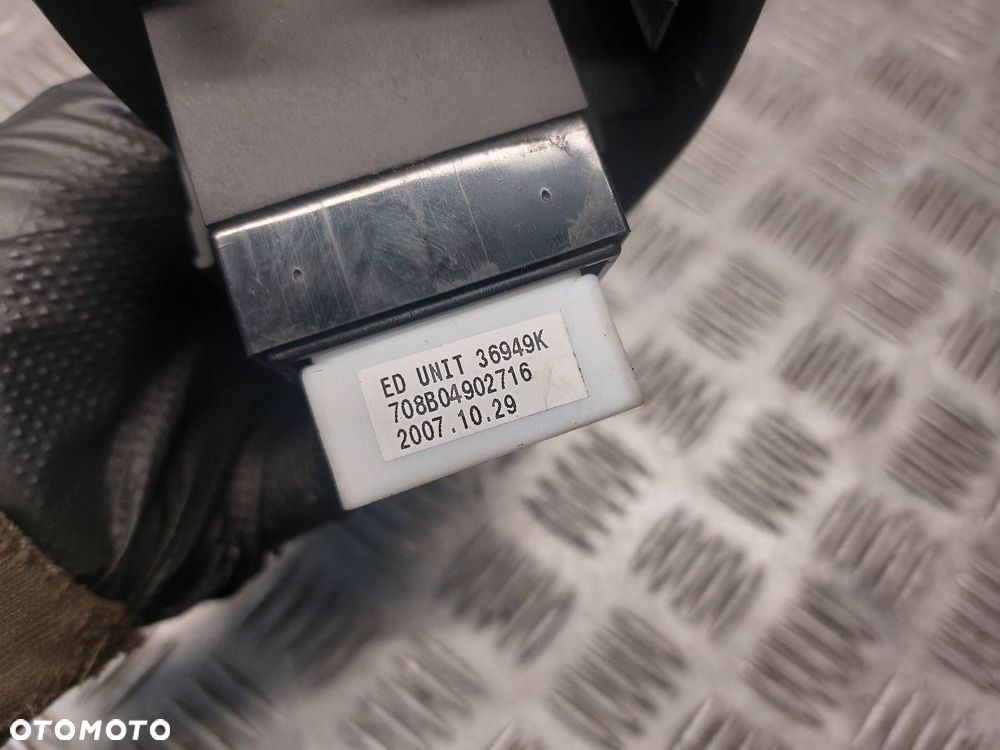 ED UNIT 36949K
708B04902716
2007.10.29
OTOMOTO